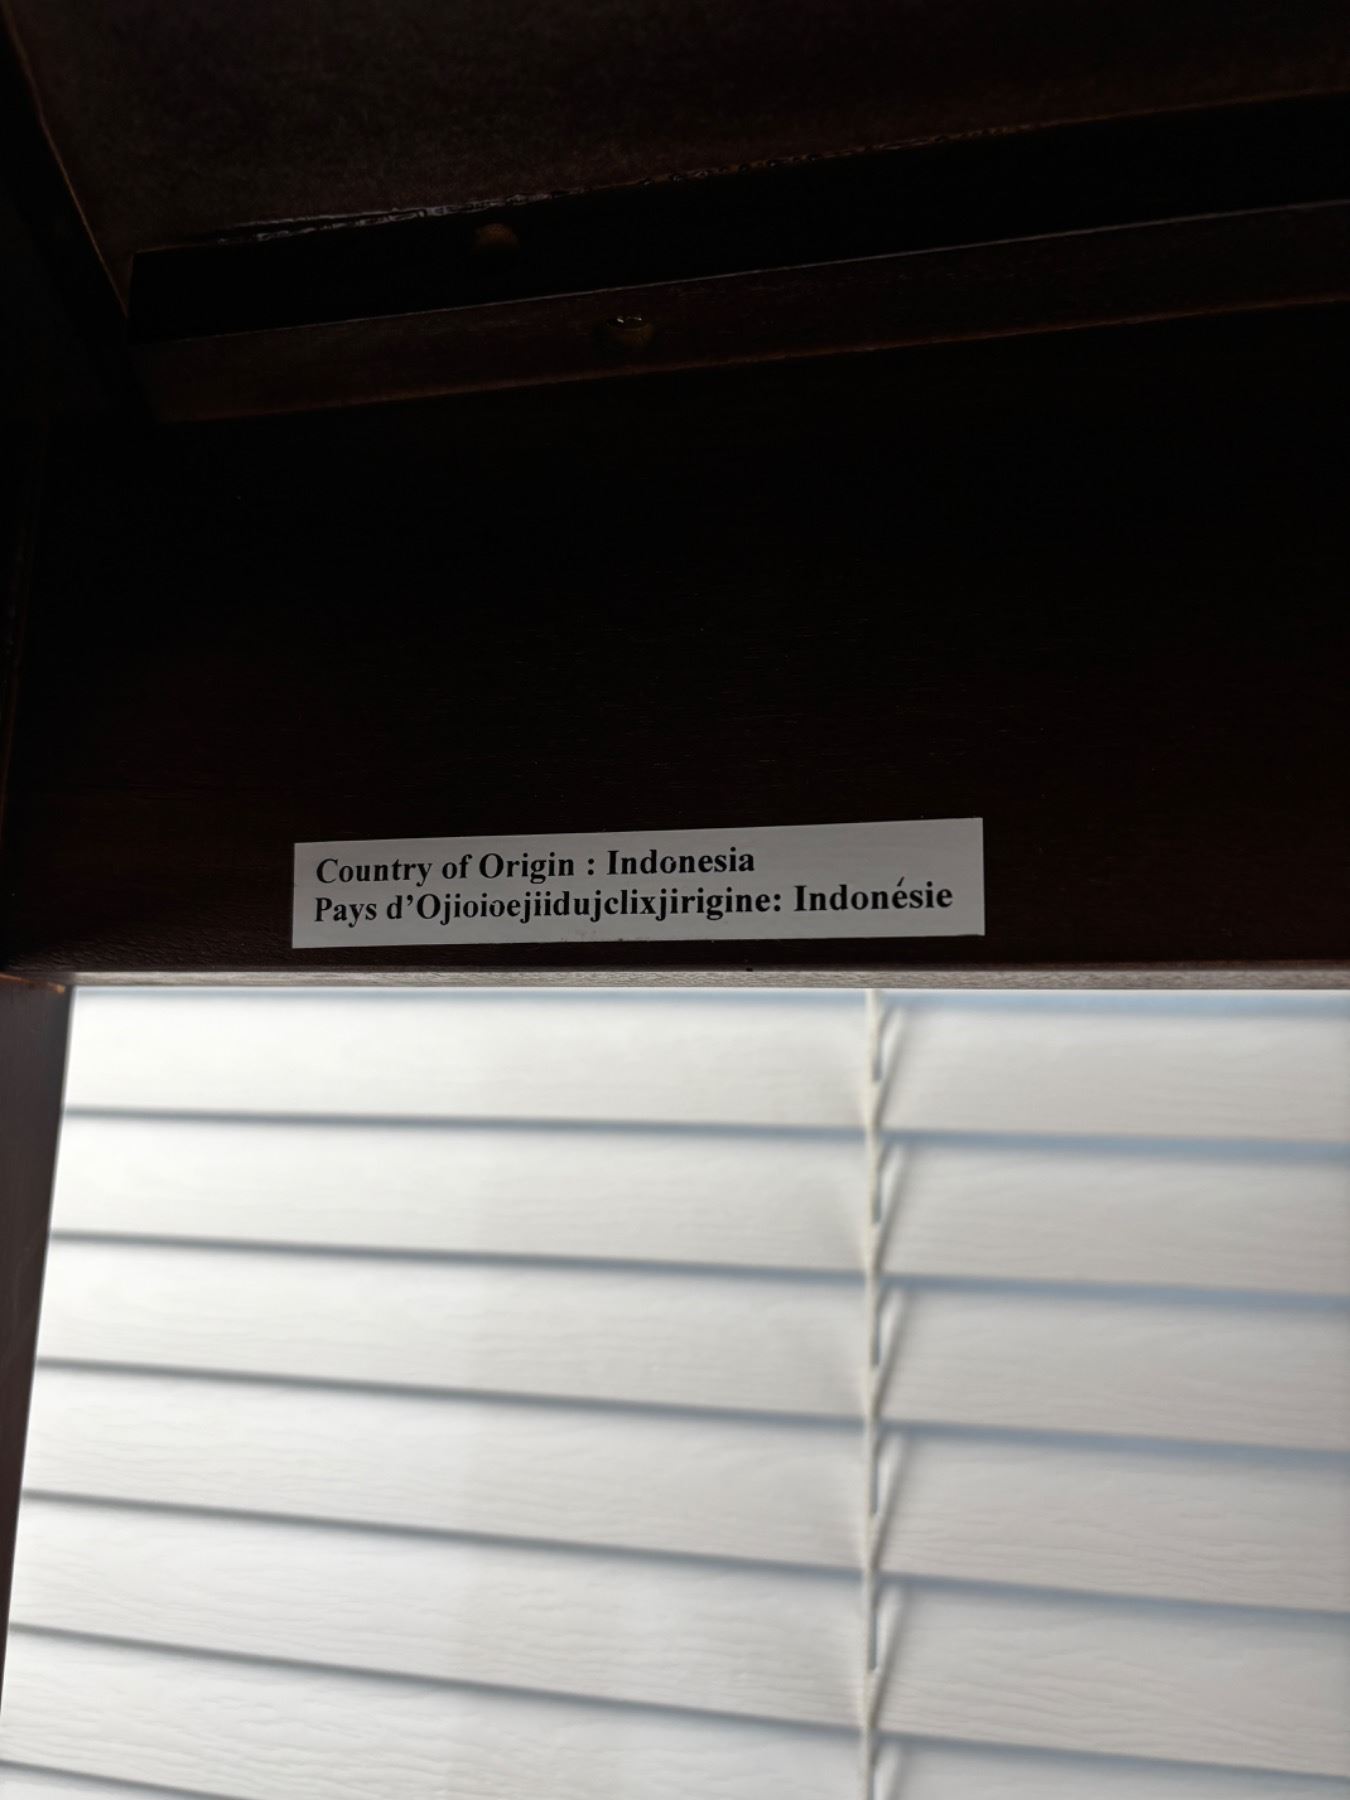 Country of Origin : Indonesia
Pays d’Ojioioejiidujclixjirigine: Indonésie